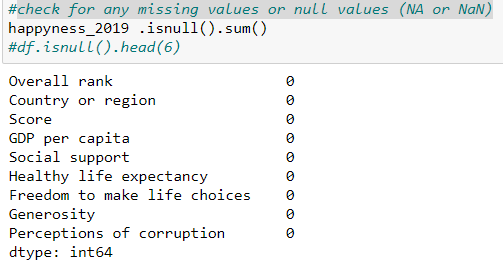 #check for any missing values or null values (NA or NaN)
happyness_2019 .isnull().sum()
#df.isnull().head(6)
Overall rank 0
Country or region 0
Score 0
GDP per capita 0
Social support 0
Healthy life expectancy 0
Freedom to make life choices 0
Generosity 0
Perceptions of corruption 0
dtype: int64